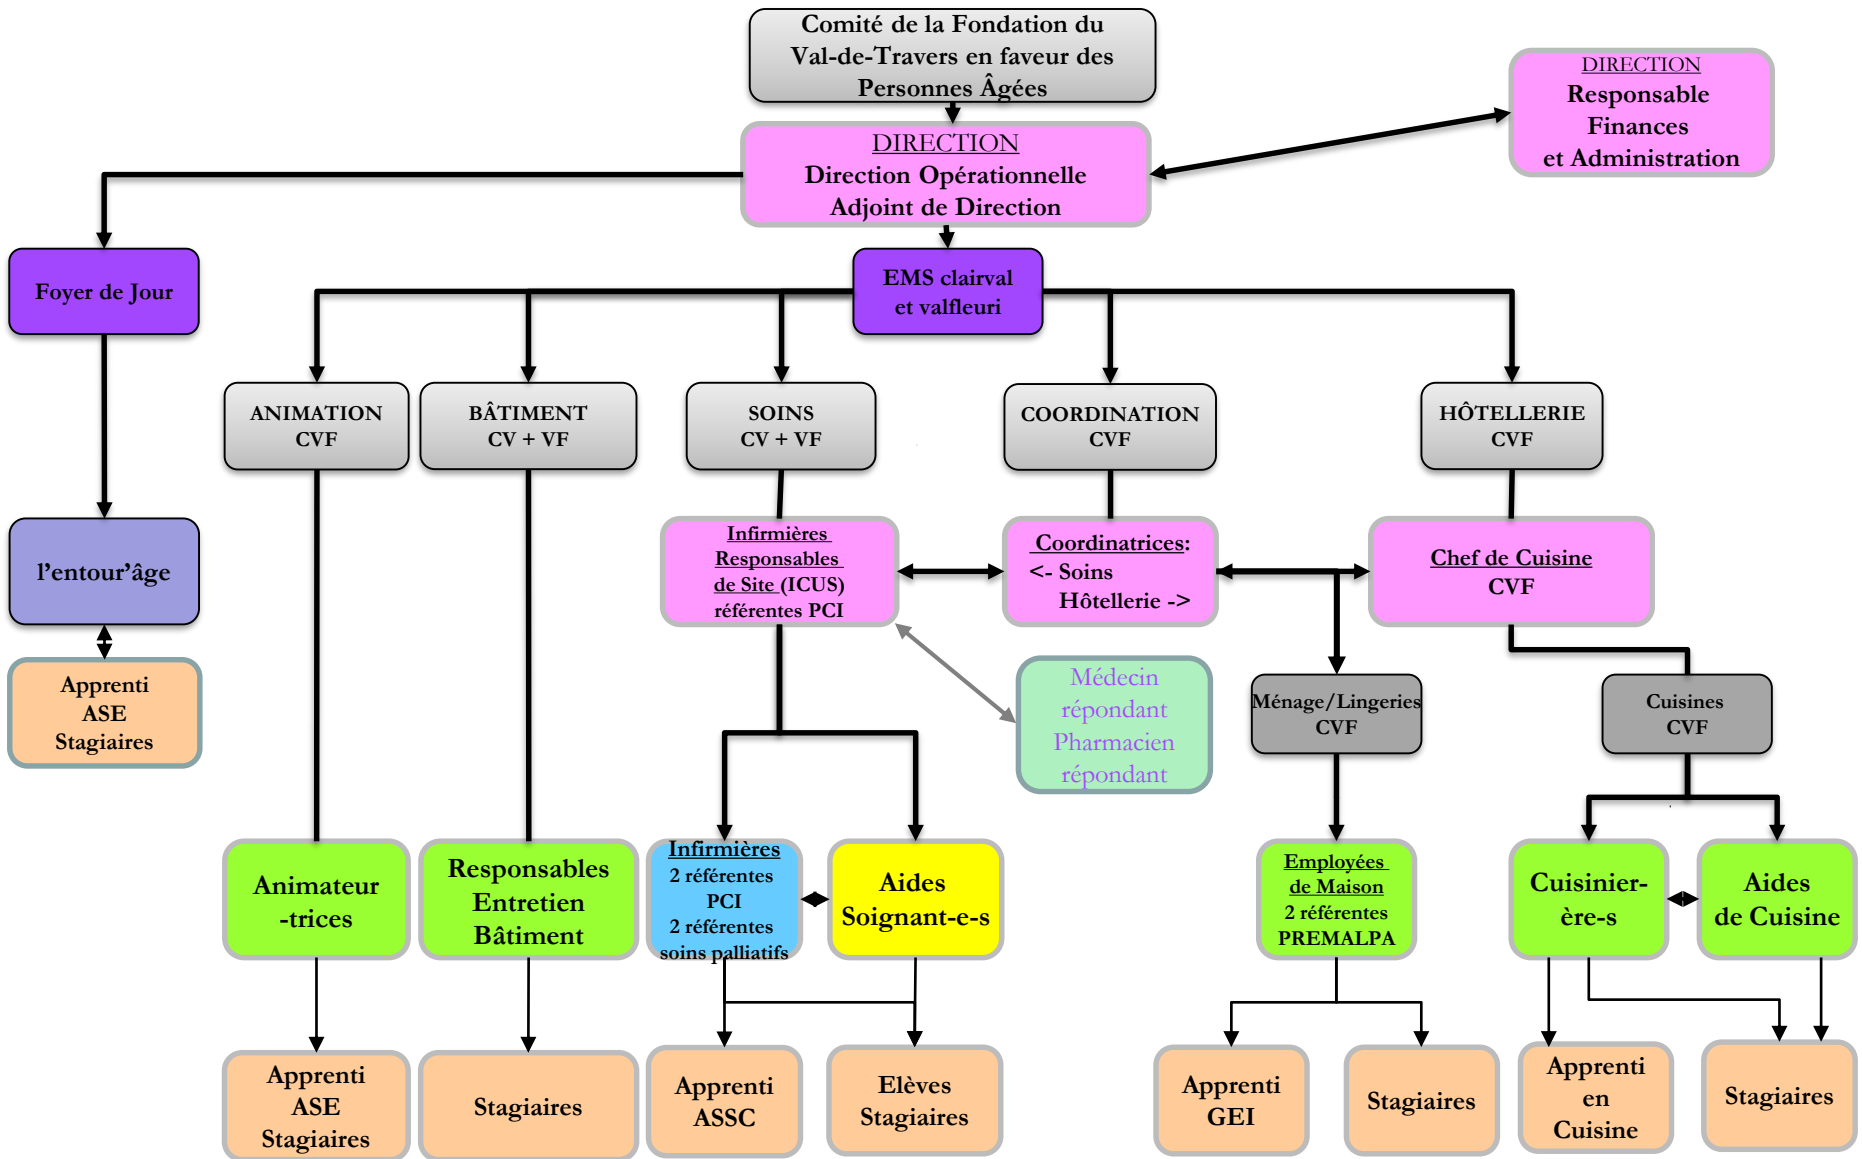 Comité de la Fondation du
Val-de-Travers en faveur des
Personnes Âgées
DIRECTION
Responsable
Finances
et Administration
DIRECTION
Direction Opérationnelle
Adjoint de Direction
Foyer de Jour
EMS clairval
et valfleuri
ANIMATION
CVF
BÂTIMENT
CV + VF
SOINS
CV + VF
COORDINATION
CVF
HÔTELLERIE
CVF
l'entour'âge
Infirmières
Responsables
de Site (ICUS)
référentes PCI
Coordinatrices:
<- Soins
Hôtellerie ->
Chef de Cuisine
CVF
Apprenti
ASE
Stagiaires
Médecin
répondant
Pharmacien
répondant
Ménage/Lingeries
CVF
Cuisines
CVF
Animateur
-trices
Responsables
Entretien
Bâtiment
Infirmières
2 référentes
PCI
2 référentes
soins palliatifs
Aides
Soignant-e-s
Employées
de Maison
2 référentes
PREMALPA
Cuisinier-
ère-s
Aides
de Cuisine
Apprenti
ASE
Stagiaires
Stagiaires
Apprenti
ASSC
Elèves
Stagiaires
Apprenti
GEI
Stagiaires
Apprenti
en
Cuisine
Stagiaires